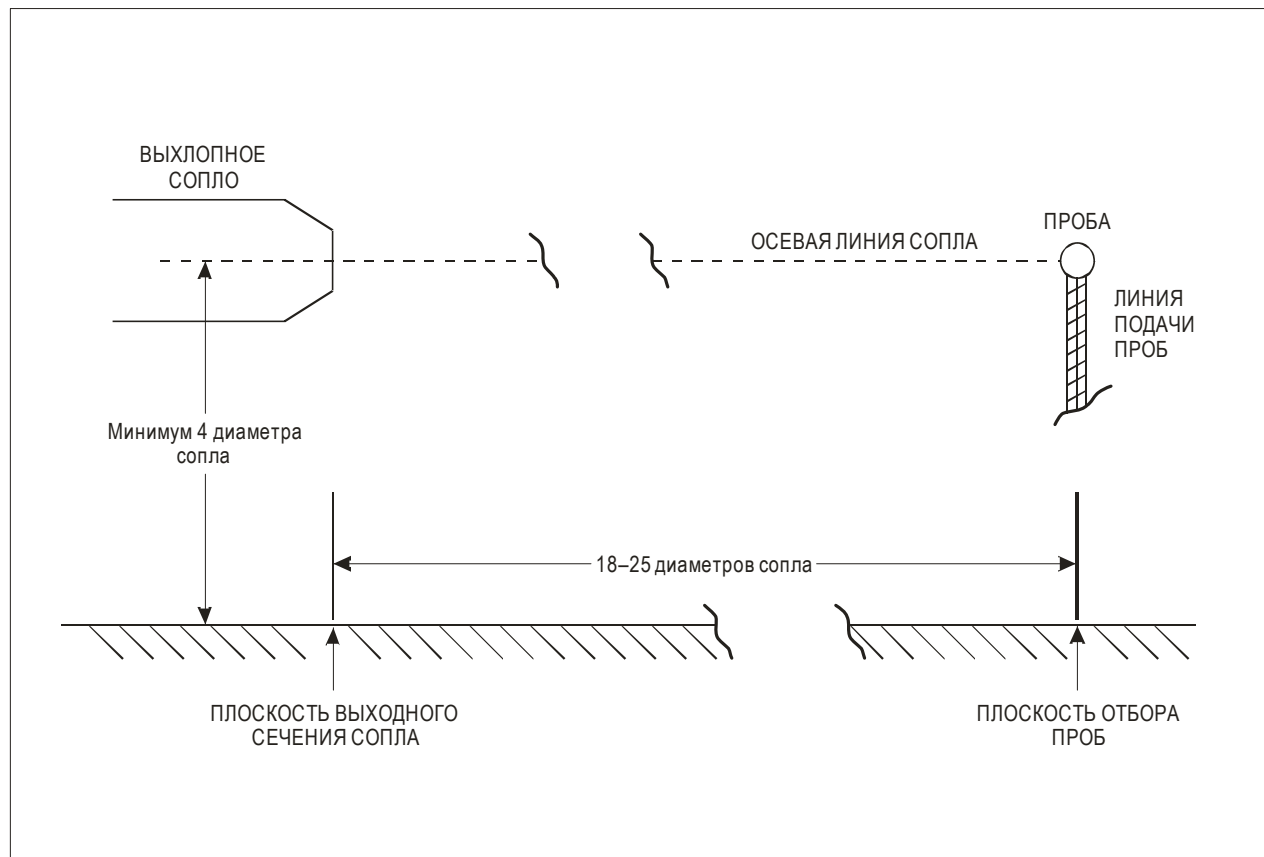 ВЫХЛОПНОЕ
СОПЛО
ОСЕВАЯ ЛИНИЯ СОПЛА
ПРОБА
ЛИНИЯ
ПОДАЧИ
ПРОБ
Минимум 4 диаметра
сопла
18–25 диаметров сопла
ПЛОСКОСТЬ ВЫХОДНОГО
СЕЧЕНИЯ СОПЛА
ПЛОСКОСТЬ ОТБОРА
ПРОБ